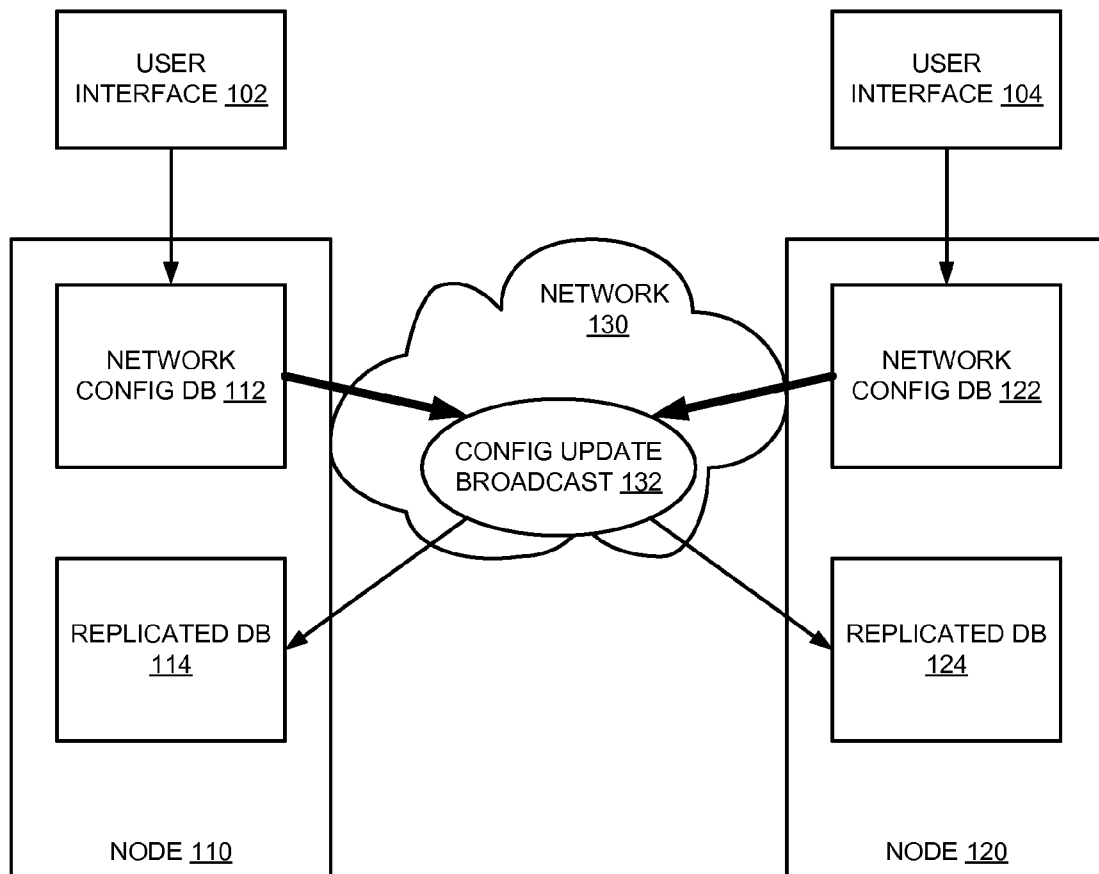 USER
INTERFACE 102
USER
INTERFACE 104
NETWORK
130
NETWORK
CONFIG DB 112
NETWORK
CONFIG DB 122
CONFIG UPDATE
BROADCAST 132
REPLICATED DB
114
REPLICATED DB
124
NODE 110
NODE 120